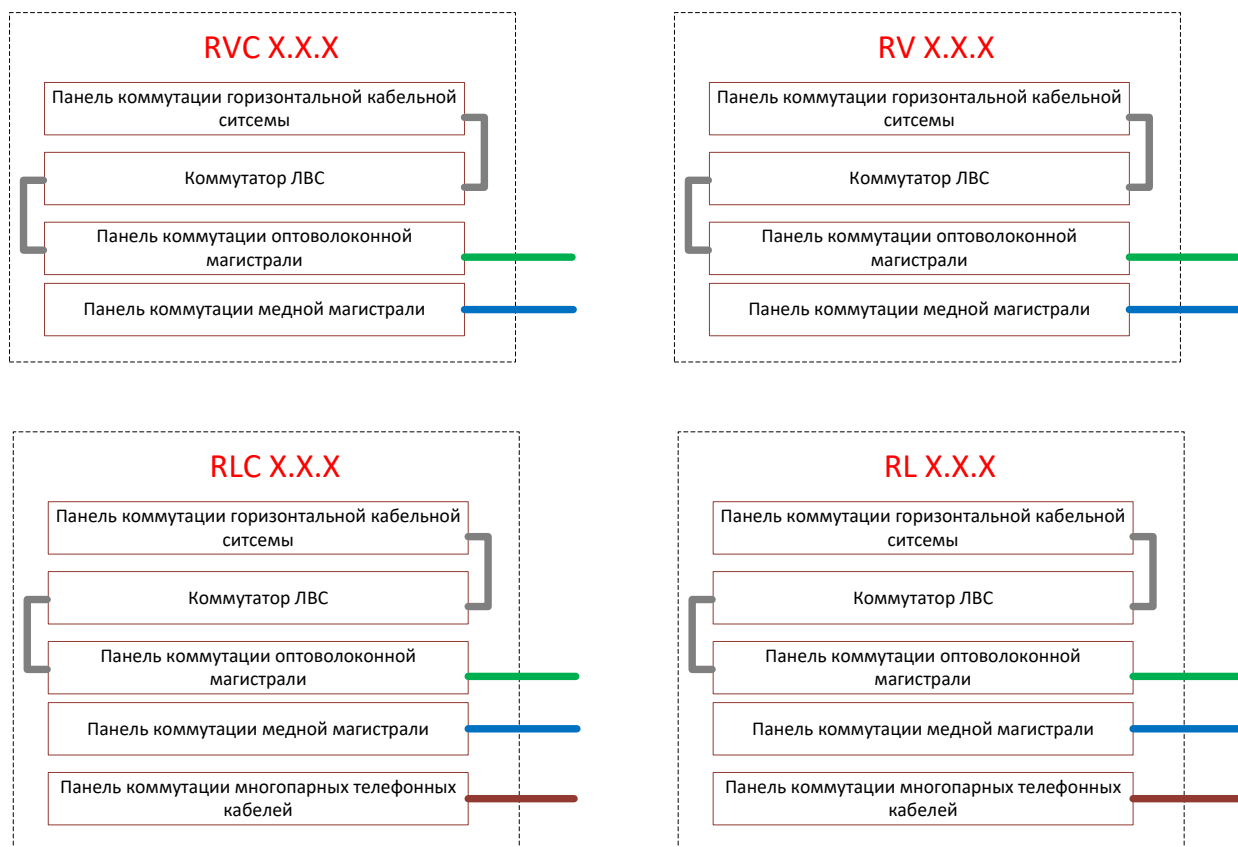 RVC X.X.X
Панель коммутации горизонтальной кабельной
ситсемы
Коммутатор ЛВС
Панель коммутации оптоволоконной
магистрали
Панель коммутации медной магистрали
RV X.X.X
Панель коммутации горизонтальной кабельной
ситсемы
Коммутатор ЛВС
Панель коммутации оптоволоконной
магистрали
Панель коммутации медной магистрали
RLC X.X.X
Панель коммутации горизонтальной кабельной
ситсемы
Коммутатор ЛВС
Панель коммутации оптоволоконной
магистрали
Панель коммутации медной магистрали
Панель коммутации многопарных телефонных
кабелей
RL X.X.X
Панель коммутации горизонтальной кабельной
ситсемы
Коммутатор ЛВС
Панель коммутации оптоволоконной
магистрали
Панель коммутации медной магистрали
Панель коммутации многопарных телефонных
кабелей